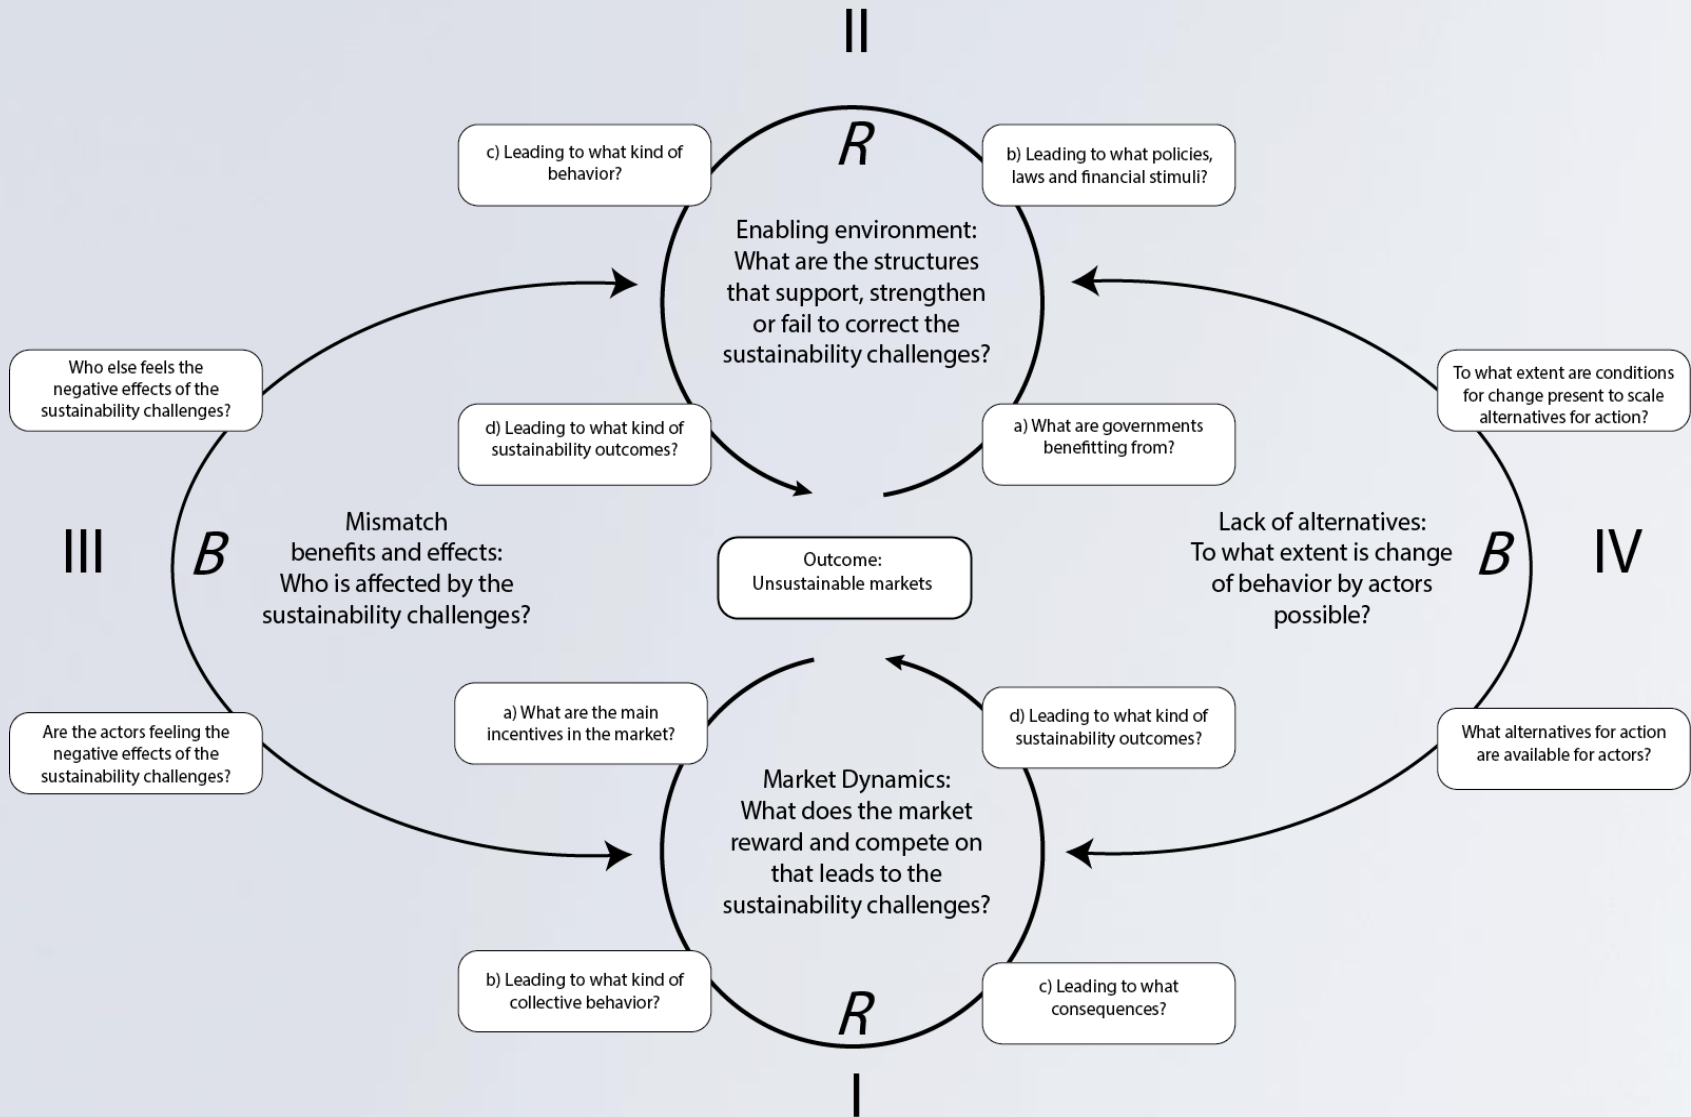 II
R
c) Leading to what kind of
behavior?
b) Leading to what policies,
laws and financial stimuli?
Enabling environment:
What are the structures
that support, strengthen
or fail to correct the
sustainability challenges?
d) Leading to what kind of
sustainability outcomes?
a) What are governments
benefitting from?
Who else feels the
negative effects of the
sustainability challenges?
To what extent are conditions
for change present to scale
alternatives for action?
III
B
Mismatch
benefits and effects:
Who is affected by the
sustainability challenges?
Outcome:
Unsustainable markets
Lack of alternatives:
To what extent is change
of behavior by actors
possible?
B
IV
Are the actors feeling the
negative effects of the
sustainability challenges?
What alternatives for action
are available for actors?
a) What are the main
incentives in the market?
d) Leading to what kind of
sustainability outcomes?
Market Dynamics:
What does the market
reward and compete on
that leads to the
sustainability challenges?
b) Leading to what kind of
collective behavior?
c) Leading to what
consequences?
R
I